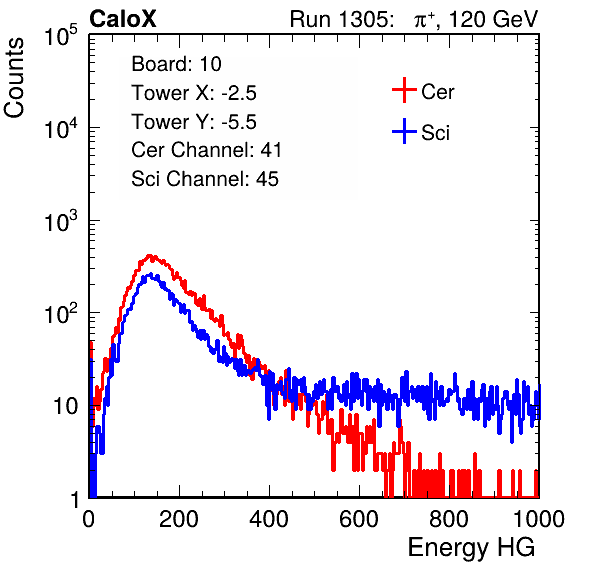 CaloX Run 1305: π⁺, 120 GeV
Counts
10⁵
10⁴
10³
10²
10
1
Board: 10
Tower X: -2.5
Tower Y: -5.5
Cer Channel: 41
Sci Channel: 45
Cer
Sci
0 200 400 600 800 1000
Energy HG